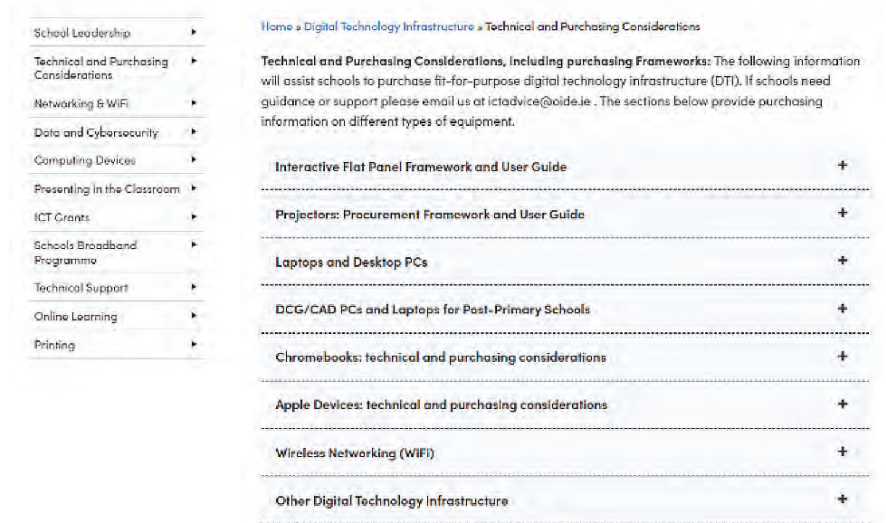 School Leadership
Technical and Purchasing
Considerations
Networking & WiFi
Data and Cybersecurity
Computing Devices
Presenting in the Classroom
ICT Grants
Schools Broadband
Programme
Technical Support
Online Learning
Printing
Home » Digital Technology Infrastructure » Technical and Purchasing Considerations
Technical and Purchasing Considerations, including purchasing Frameworks: The following information
will assist schools to purchase fit-for-purpose digital technology infrastructure (DTI). If schools need
guidance or support please email us at ictadvice@oide.ie . The sections below provide purchasing
information on different types of equipment.
Interactive Flat Panel Framework and User Guide +
Projectors: Procurement Framework and User Guide +
Laptops and Desktop PCs +
DCG/CAD PCs and Laptops for Post-Primary Schools +
Chromebooks: technical and purchasing considerations +
Apple Devices: technical and purchasing considerations +
Wireless Networking (WiFi) +
Other Digital Technology Infrastructure +